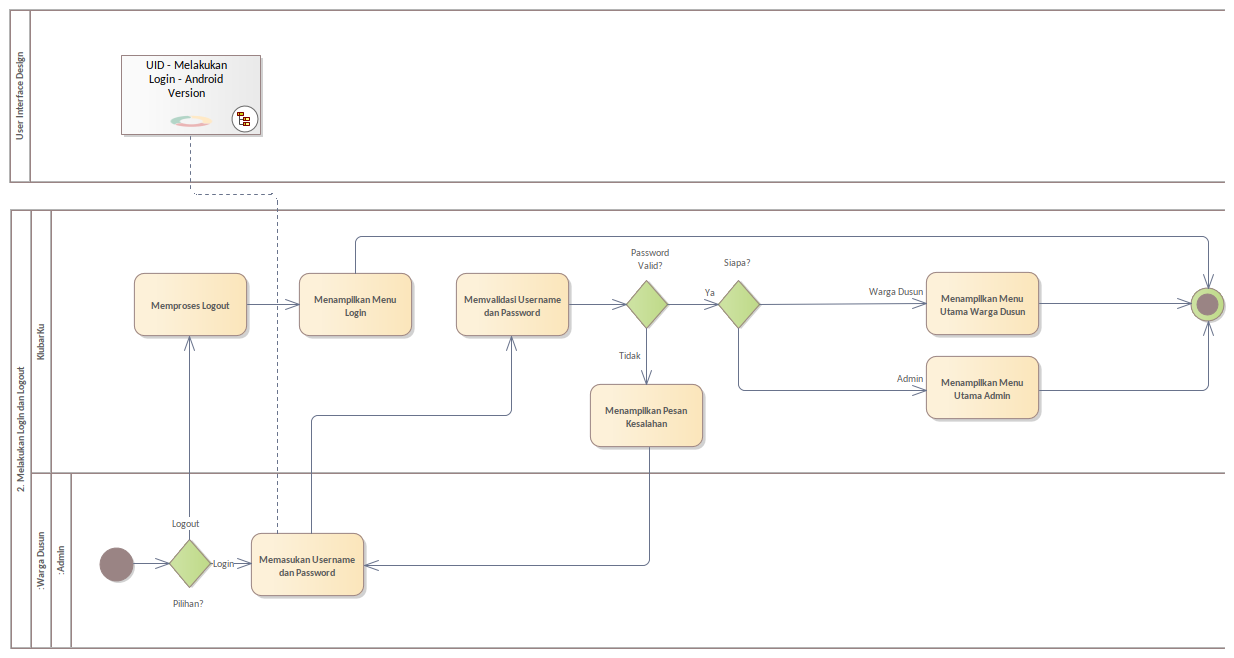 User Interface Design
UID - Melakukan
Login - Android
Version
2. Melakukan Login dan Logout
KlubarKu
Memproses Logout
Menampilkan Menu
Login
Memvalidasi Username
dan Password
Password
Valid?
Ya
Siapa?
Warga Dusun
Menampilkan Menu
Utama Warga Dusun
Tidak
Admin
Menampilkan Menu
Utama Admin
Menampilkan Pesan
Kesalahan
:Warga Dusun
:Admin
Logout
Login
Pilihan?
Memasukan Username
dan Password